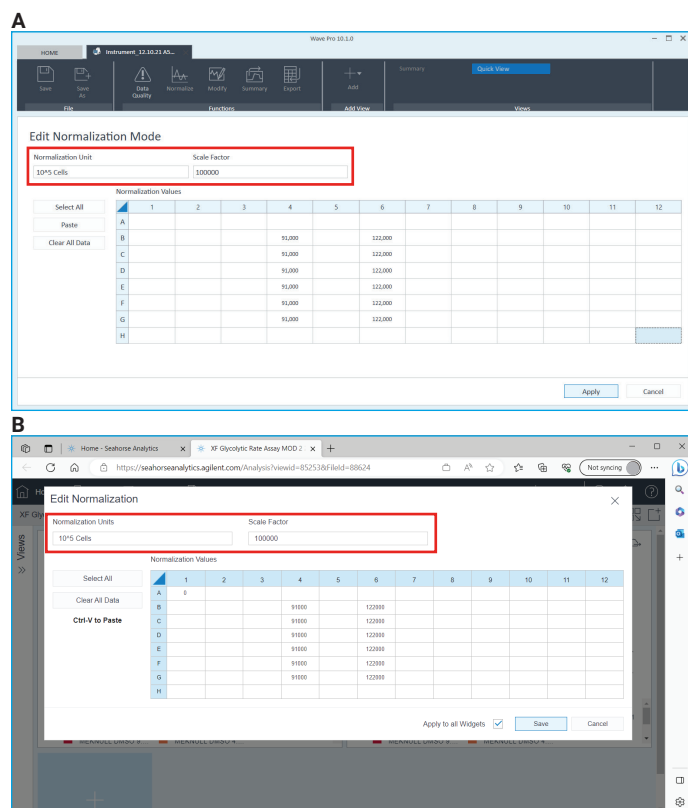 A
Wave Pro 10.1.0
HOME
Instrument_12.10.21 A5...
Save
Save As
Data Quality
Normalize
Modify
Summary
Export
Add
Summary
Quick View
File
Functions
Add View
Views
Edit Normalization Mode
Normalization Unit Scale Factor
10^5 Cells 100000
Normalization Values
Select All
Paste
Clear All Data
1 2 3 4 5 6 7 8 9 10 11 12
A
B 91,000 122,000
C 91,000 122,000
D 91,000 122,000
E 91,000 122,000
F 91,000 122,000
G 91,000 122,000
H
Apply Cancel
B
Home - Seahorse Analytics
XF Glycolytic Rate Assay MOD 2
https://seahorseanalytics.agilent.com/Analysis?viewid=85253&FileId=88624
Not syncing
XF Gly
Views
Edit Normalization
Normalization Units Scale Factor
10^5 Cells 100000
Normalization Values
Select All
Clear All Data
Ctrl-V to Paste
1 2 3 4 5 6 7 8 9 10 11 12
A 0
B 91000 122000
C 91000 122000
D 91000 122000
E 91000 122000
F 91000 122000
G 91000 122000
H
Apply to all Widgets Save Cancel